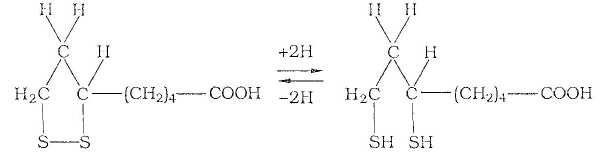 H H H H
C H +2H C H
H₂C C—(CH₂)₄—COOH −2H H₂C C—(CH₂)₄—COOH
S—S SH SH